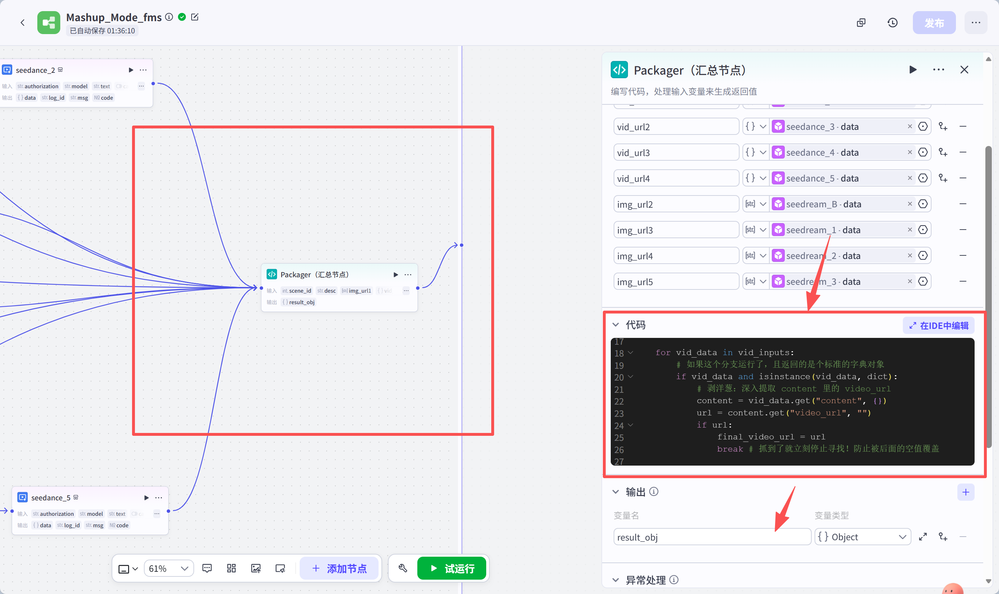 Mashup_Mode_fms
已自动保存 01:36:10
发布
seedance_2
输入 str. authorization str. model str. text
输出 { } data str. log_id str. msg № code
Packager（汇总节点）
输入 int. scene_id str. desc [str] img_url1 { } vid
输出 { } result_obj
seedance_5
输入 str. authorization str. model str. text
输出 { } data str. log_id str. msg № code
61%
添加节点
试运行
Packager（汇总节点）
编写代码，处理输入变量来生成返回值
vid_url2 { } seedance_3 - data
vid_url3 { } seedance_4 - data
vid_url4 { } seedance_5 - data
img_url2 [str.] seedream_B - data
img_url3 [str.] seedream_1 - data
img_url4 [str.] seedream_2 - data
img_url5 [str.] seedream_3 - data
代码
在IDE中编辑
17
18 for vid_data in vid_inputs:
19 # 如果这个分支运行了，且返回的是个标准的字典对象
20 if vid_data and isinstance(vid_data, dict):
21 # 剥洋葱：深入提取 content 里的 video_url
22 content = vid_data.get("content", {})
23 url = content.get("video_url", "")
24 if url:
25 final_video_url = url
26 break # 抓到了就立刻停止寻找！防止被后面的空值覆盖
27
输出
变量名 变量类型
result_obj { } Object
异常处理